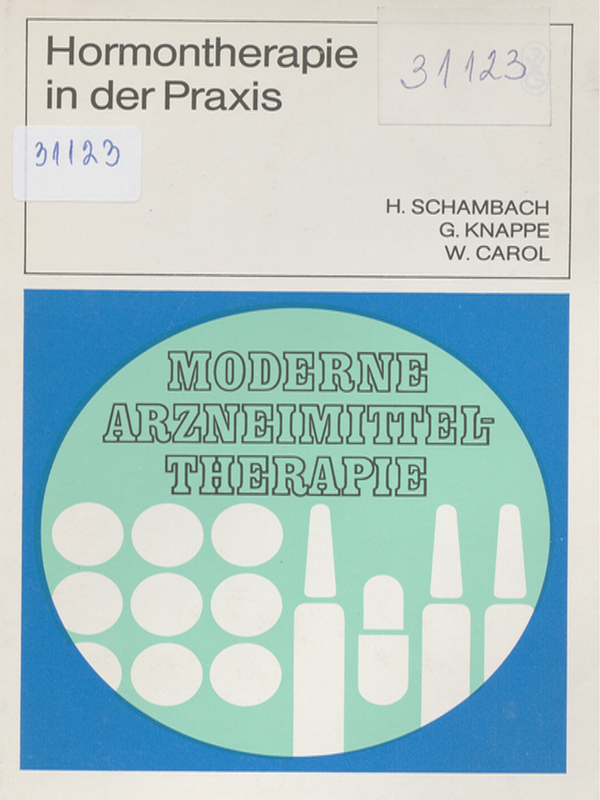 Hormontherapie
in der Praxis
31123
31123
H. SCHAMBACH
G. KNAPPE
W. CAROL
MODERNE
ARZNEIMITTEL-
THERAPIE